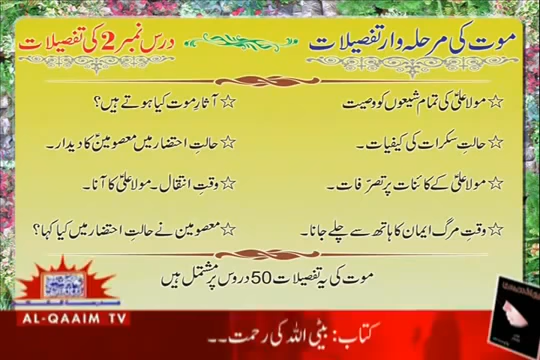 موت کی مرحلہ وار تفصیلات
درس نمبر 2 کی تفصیلات
☆ مولا علیؑ کی تمام شیعوں کو وصیت
☆ آثارِ موت کیا ہوتے ہیں؟
☆ حالتِ سکرات کی کیفیات۔
☆ حالتِ احتضار میں معصومینؑ کا دیدار۔
☆ مولا علیؑ کے کائنات پر تصرّفات۔
☆ وقتِ انتقال۔ مولا علیؑ کا آنا۔
☆ وقتِ مرگ ایمان کا ہاتھ سے چلے جانا۔
☆ معصومین نے حالتِ احتضار میں کیا کہا؟
موت کی یہ تفصیلات 50 دروس پر مشتمل ہیں
AL-QAAIM TV
کتاب: بیٹی اللہ کی رحمت۔۔